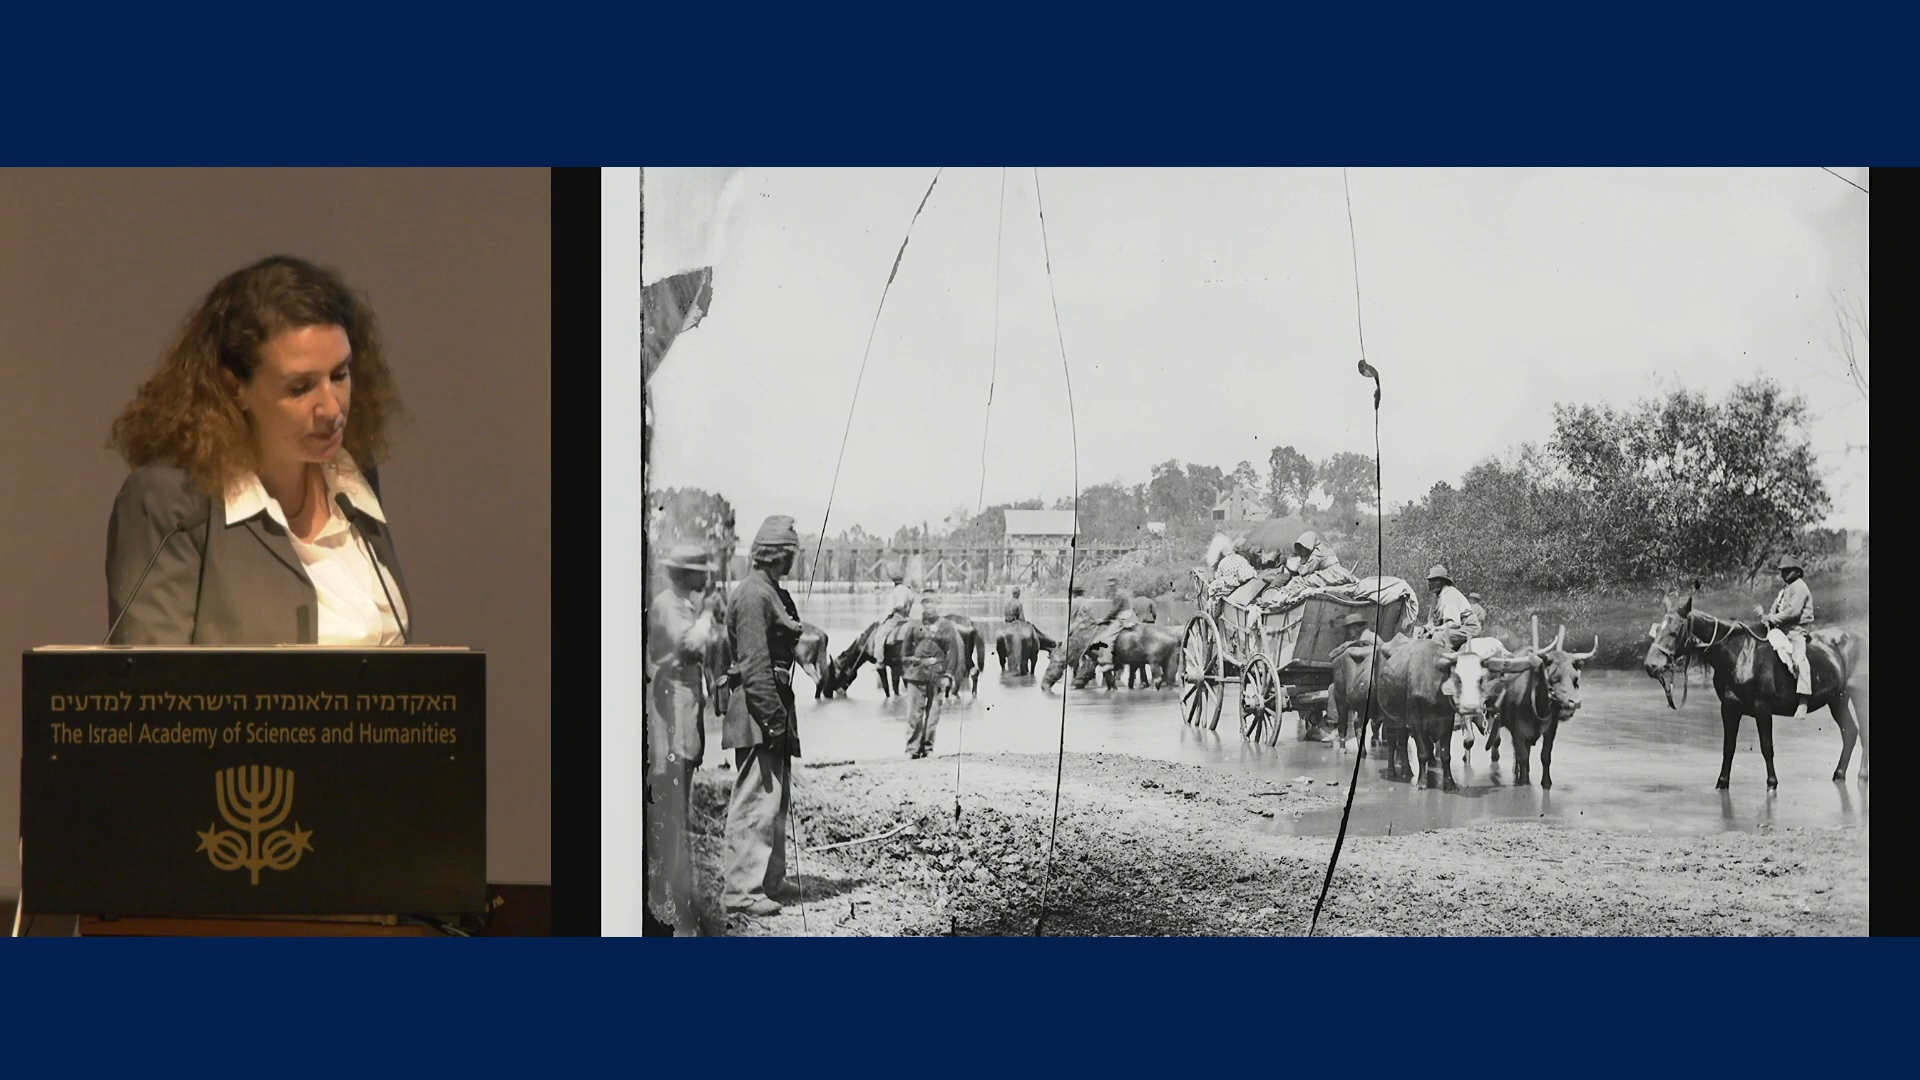 האקדמיה הלאומית הישראלית למדעים
The Israel Academy of Sciences and Humanities